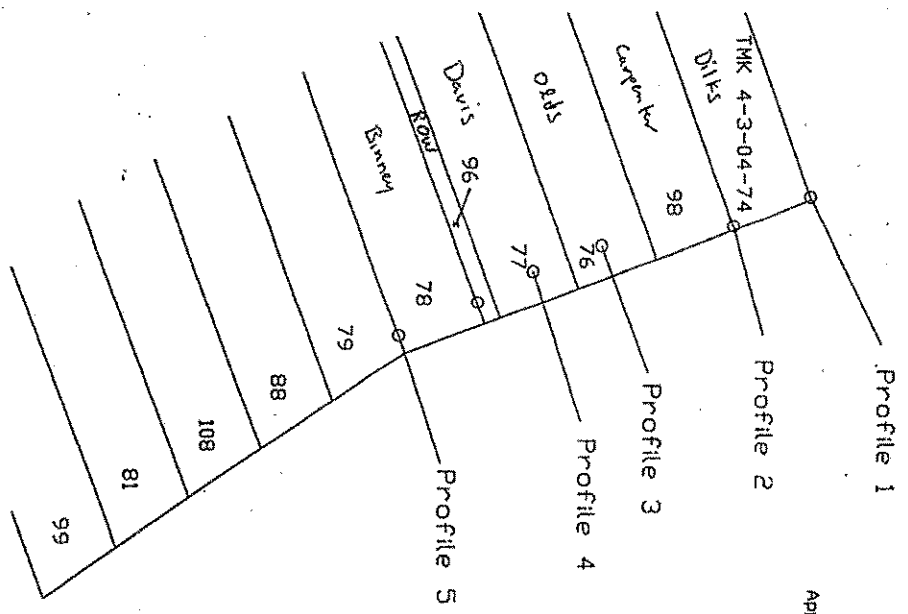 Profile 1
Profile 2
Profile 3
Profile 4
Profile 5
TMK 4-3-04-74
Dilks
Carpenter
98
Olds
76
77
Davis
96
ROW
Binney
78
79
88
108
81
99
Ap